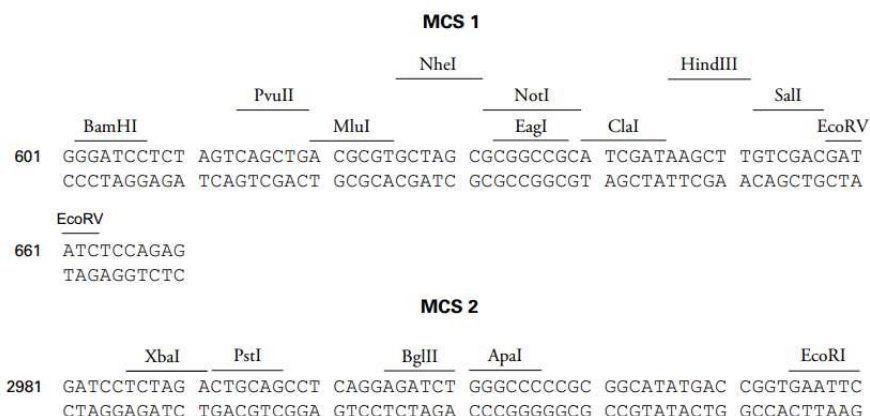 MCS 1
NheI HindIII
PvuII NotI SalI
BamHI MluI EagI ClaI EcoRV
601 GGGATCCTCT AGTCAGCTGA CGCGTGCTAGC GCGGCCGCA TCGATAAGCT TGTCGACGAT
CCCTAGGAGA TCAGTCGACT GCGCACGATC GCGCCGGCGT AGCTATTCGA ACAGCTGCTA
EcoRV
661 ATCTCCAGAG
TAGAGGTCTC
MCS 2
XbaI PstI BglII ApaI EcoRI
2981 GATCCTCTAG ACTGCAGCCT CAGGAGATCT GGGCCCCCGC GGCATATGAC CGGTGAATTC
CTAGGAGATC TGACGTCGGA GTCCTCTAGA CCCGGGGGCG CCGTATACTG GCCACTTAAG